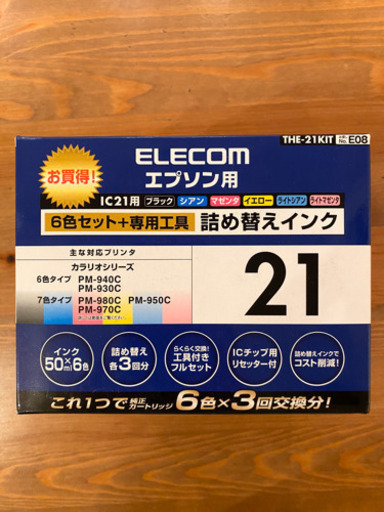 THE-21KIT
No. E08
お買得!
ELECOM
エプソン用
IC21用 ブラック シアン マゼンタ イエロー ライトシアン ライトマゼンタ
6色セット+専用工具 詰め替えインク
主な対応プリンタ
カラリオシリーズ
6色タイプ PM-940C
PM-930C
7色タイプ PM-980C PM-950C
PM-970C
21
インク
50×6色
詰め替え
各3回分
らくらく交換!
工具付き
フルセット
ICチップ用
リセッター付
詰め替えインクで
コスト削減!
これ1つで 純正カートリッジ 6色×3回交換分!